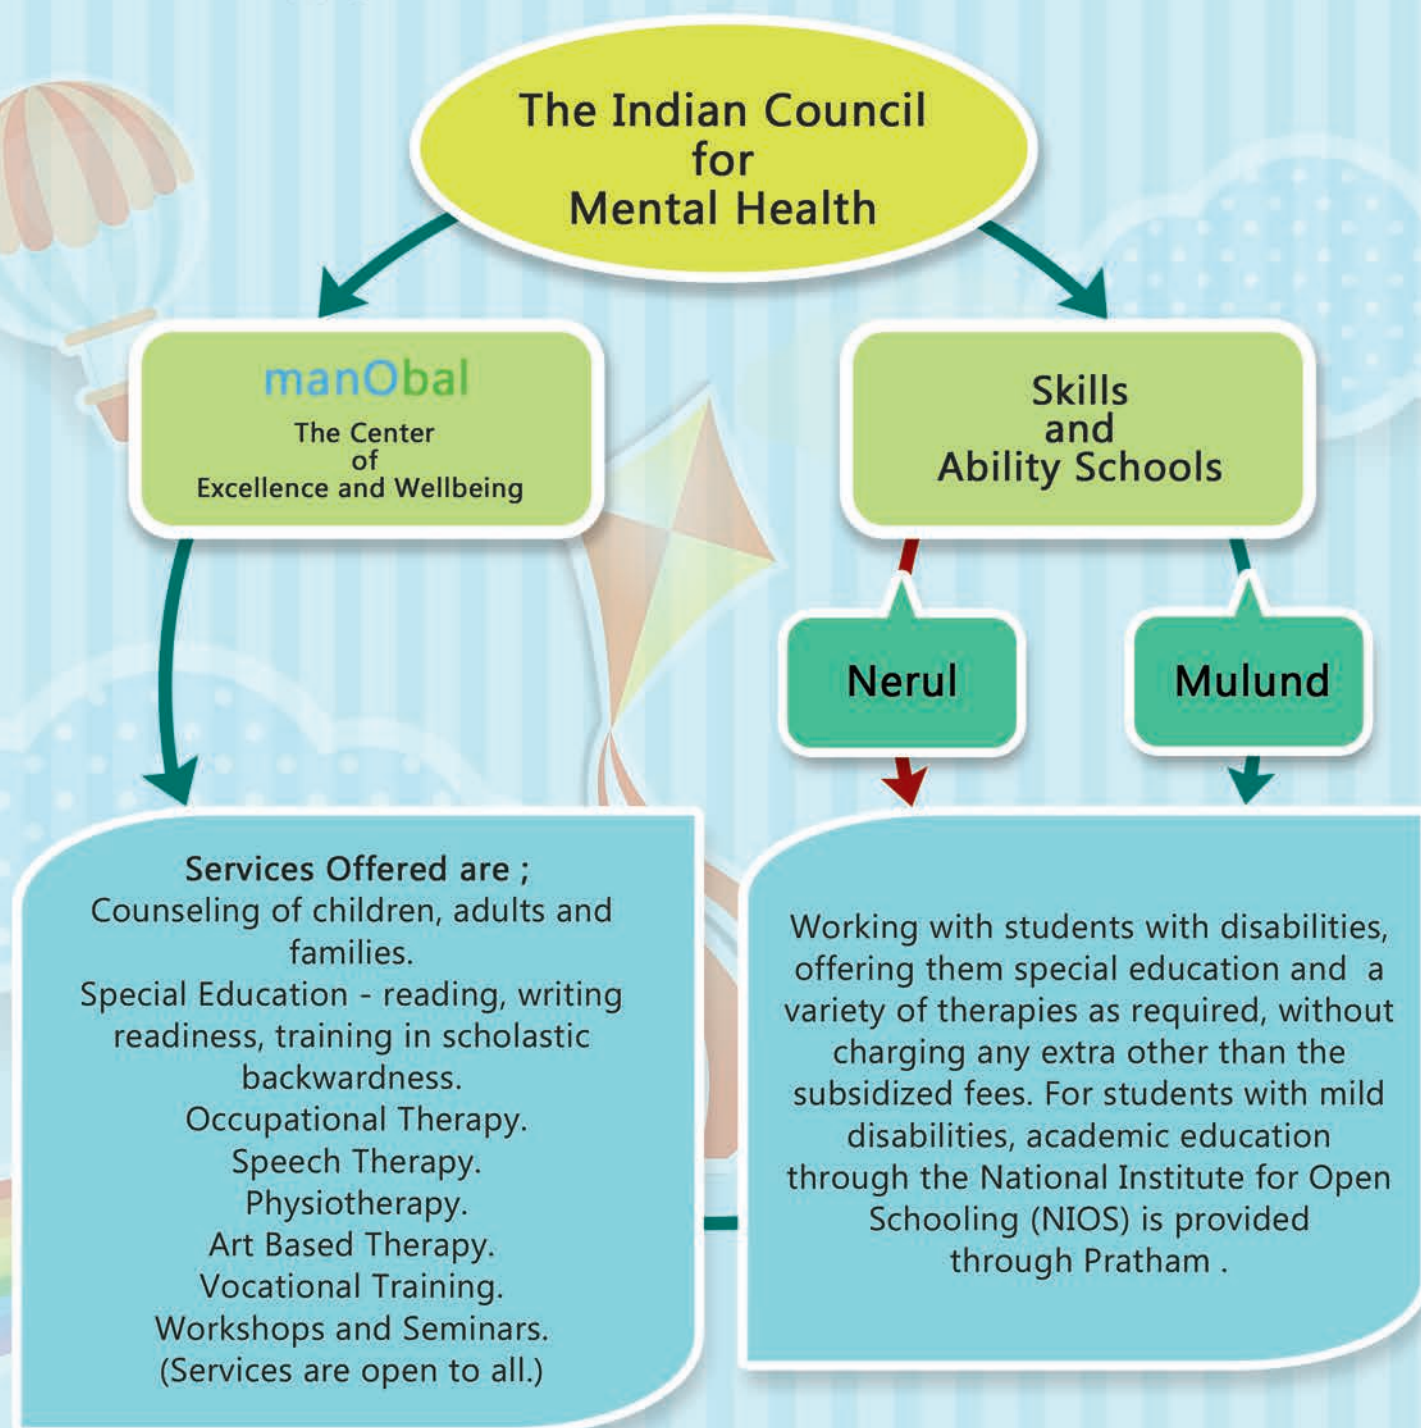 The Indian Council
for
Mental Health
manObal
The Center
of
Excellence and Wellbeing
Skills
and
Ability Schools
Nerul
Mulund
Services Offered are ;
Counseling of children, adults and
families.
Special Education - reading, writing
readiness, training in scholastic
backwardness.
Occupational Therapy.
Speech Therapy.
Physiotherapy.
Art Based Therapy.
Vocational Training.
Workshops and Seminars.
(Services are open to all.)
Working with students with disabilities,
offering them special education and a
variety of therapies as required, without
charging any extra other than the
subsidized fees. For students with mild
disabilities, academic education
through the National Institute for Open
Schooling (NIOS) is provided
through Pratham .